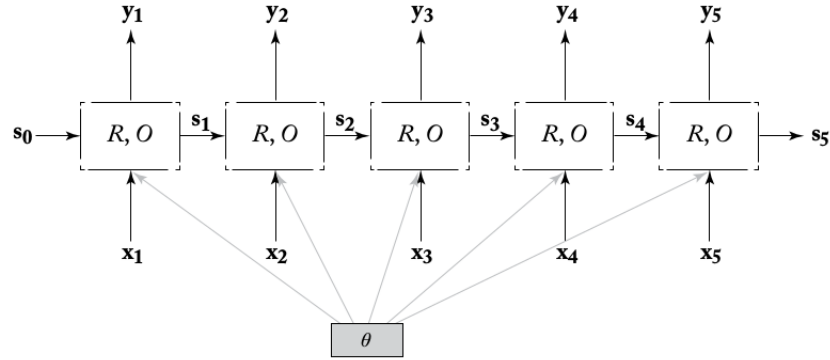 y₁ y₂ y₃ y₄ y₅
s₀ R, O s₁ R, O s₂ R, O s₃ R, O s₄ R, O s₅
x₁ x₂ x₃ x₄ x₅
θ